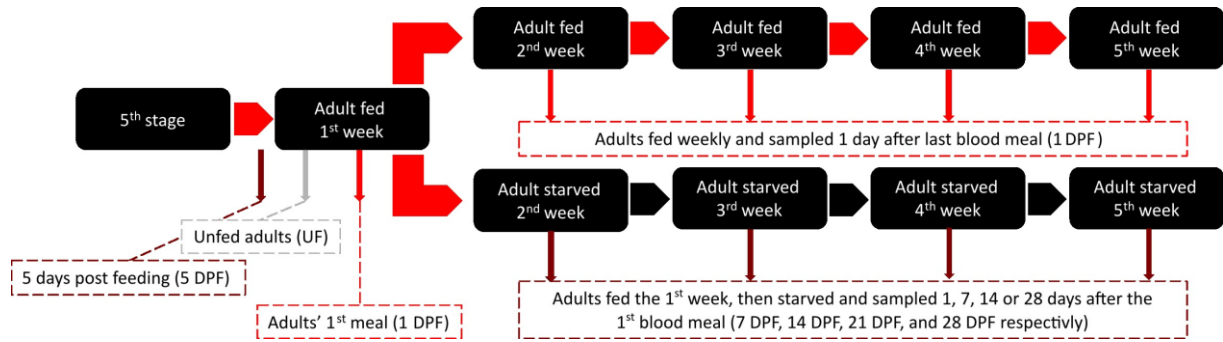 5th stage
Adult fed
1st week
Adult fed
2nd week
Adult fed
3rd week
Adult fed
4th week
Adult fed
5th week
Adults fed weekly and sampled 1 day after last blood meal (1 DPF)
Adult starved
2nd week
Adult starved
3rd week
Adult starved
4th week
Adult starved
5th week
Unfed adults (UF)
5 days post feeding (5 DPF)
Adults' 1st meal (1 DPF)
Adults fed the 1st week, then starved and sampled 1, 7, 14 or 28 days after the
1st blood meal (7 DPF, 14 DPF, 21 DPF, and 28 DPF respectivly)